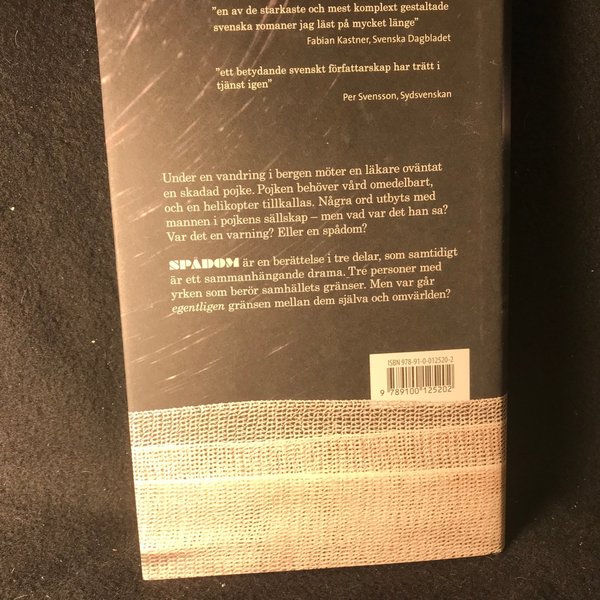 ”en av de starkaste och mest komplext gestaltade
svenska romaner jag läst på mycket länge”
Fabian Kastner, Svenska Dagbladet
”ett betydande svenskt författarskap har trätt i
tjänst igen”
Per Svensson, Sydsvenskan
Under en vandring i bergen möter en läkare oväntat
en skadad pojke. Pojken behöver vård omedelbart,
och en helikopter tillkallas. Några ord utbyts med
mannen i pojkens sällskap – men vad var det han sa?
Var det en varning? Eller en spådom?
SPÅDOM är en berättelse i tre delar, som samtidigt
är ett sammanhängande drama. Tre personer med
yrken som berör samhällets gränser. Men var går
egentligen gränsen mellan dem själva och omvärlden?
ISBN 978-91-0-012520-2
9 789100 125202